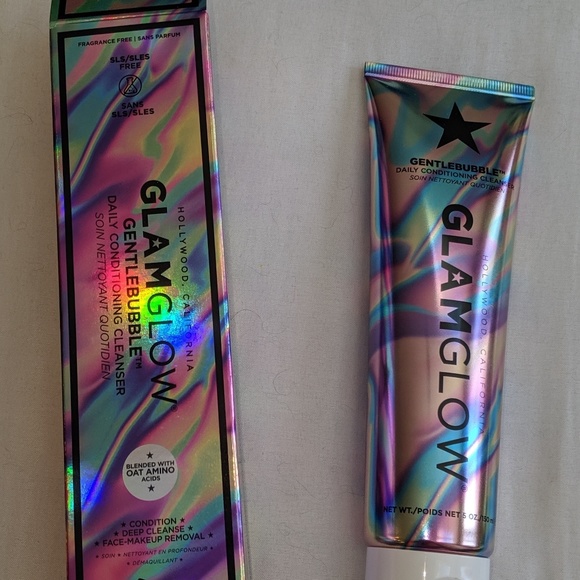 FRAGRANCE FREE | SANS PARFUM
SLS/SLES
FREE
SANS
SLS/SLES
HOLLYWOOD, CALIFORNIA
GLAMGLOW®
GENTLEBUBBLE™
DAILY CONDITIONING CLEANSER
SOIN NETTOYANT QUOTIDIEN
BLENDED WITH
OAT AMINO
ACIDS
★ CONDITION ★
★ DEEP CLEANSE ★
★ FACE-MAKEUP REMOVAL ★
★ SOIN ★ NETTOYANT EN PROFONDEUR ★
★ DÉMAQUILLANT ★
GENTLEBUBBLE™
DAILY CONDITIONING CLEANSER
SOIN NETTOYANT QUOTIDIEN
HOLLYWOOD, CALIFORNIA
GLAMGLOW
NET WT./POIDS NET 5 OZ./150